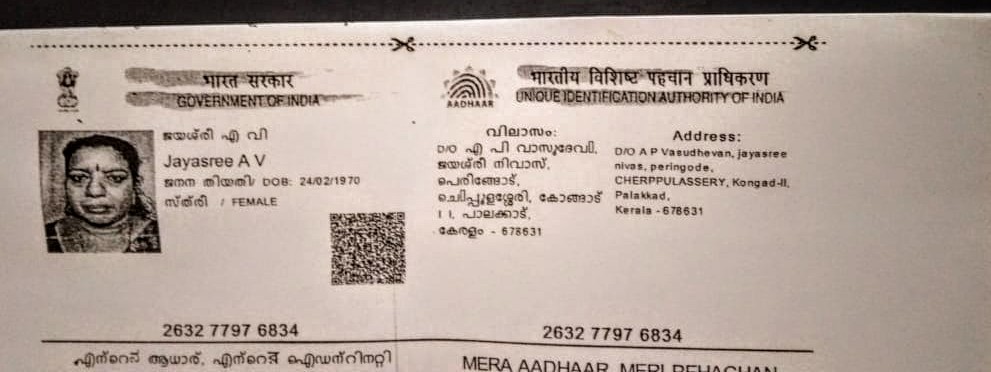 भारत सरकार
GOVERNMENT OF INDIA
ജയശ്രി എ വി
Jayasree A V
ജനന തിയതി/ DOB: 24/02/1970
സ്ത്രീ / FEMALE
2632 7797 6834
എന്റെ ആധാർ, എന്റെ ഐഡന്റിറ്റി
भारतीय विशिष्ट पहचान प्राधिकरण
UNIQUE IDENTIFICATION AUTHORITY OF INDIA
AADHAAR
വിലാസം:
D/O എ പി വാസുദേവി,
ജയശ്രി നിവാസ്,
പെരിങ്ങോട്,
ചെർപ്പുളശ്ശേരി, കോങ്ങാട്
I I, പാലക്കാട്,
കേരളം - 678631
Address:
D/O A P Vasudhevan, jayasree
nivas, peringode,
CHERPPULASSERY, Kongad-II,
Palakkad,
Kerala - 678631
2632 7797 6834
MERA AADHAAR, MERI PEHACHAN